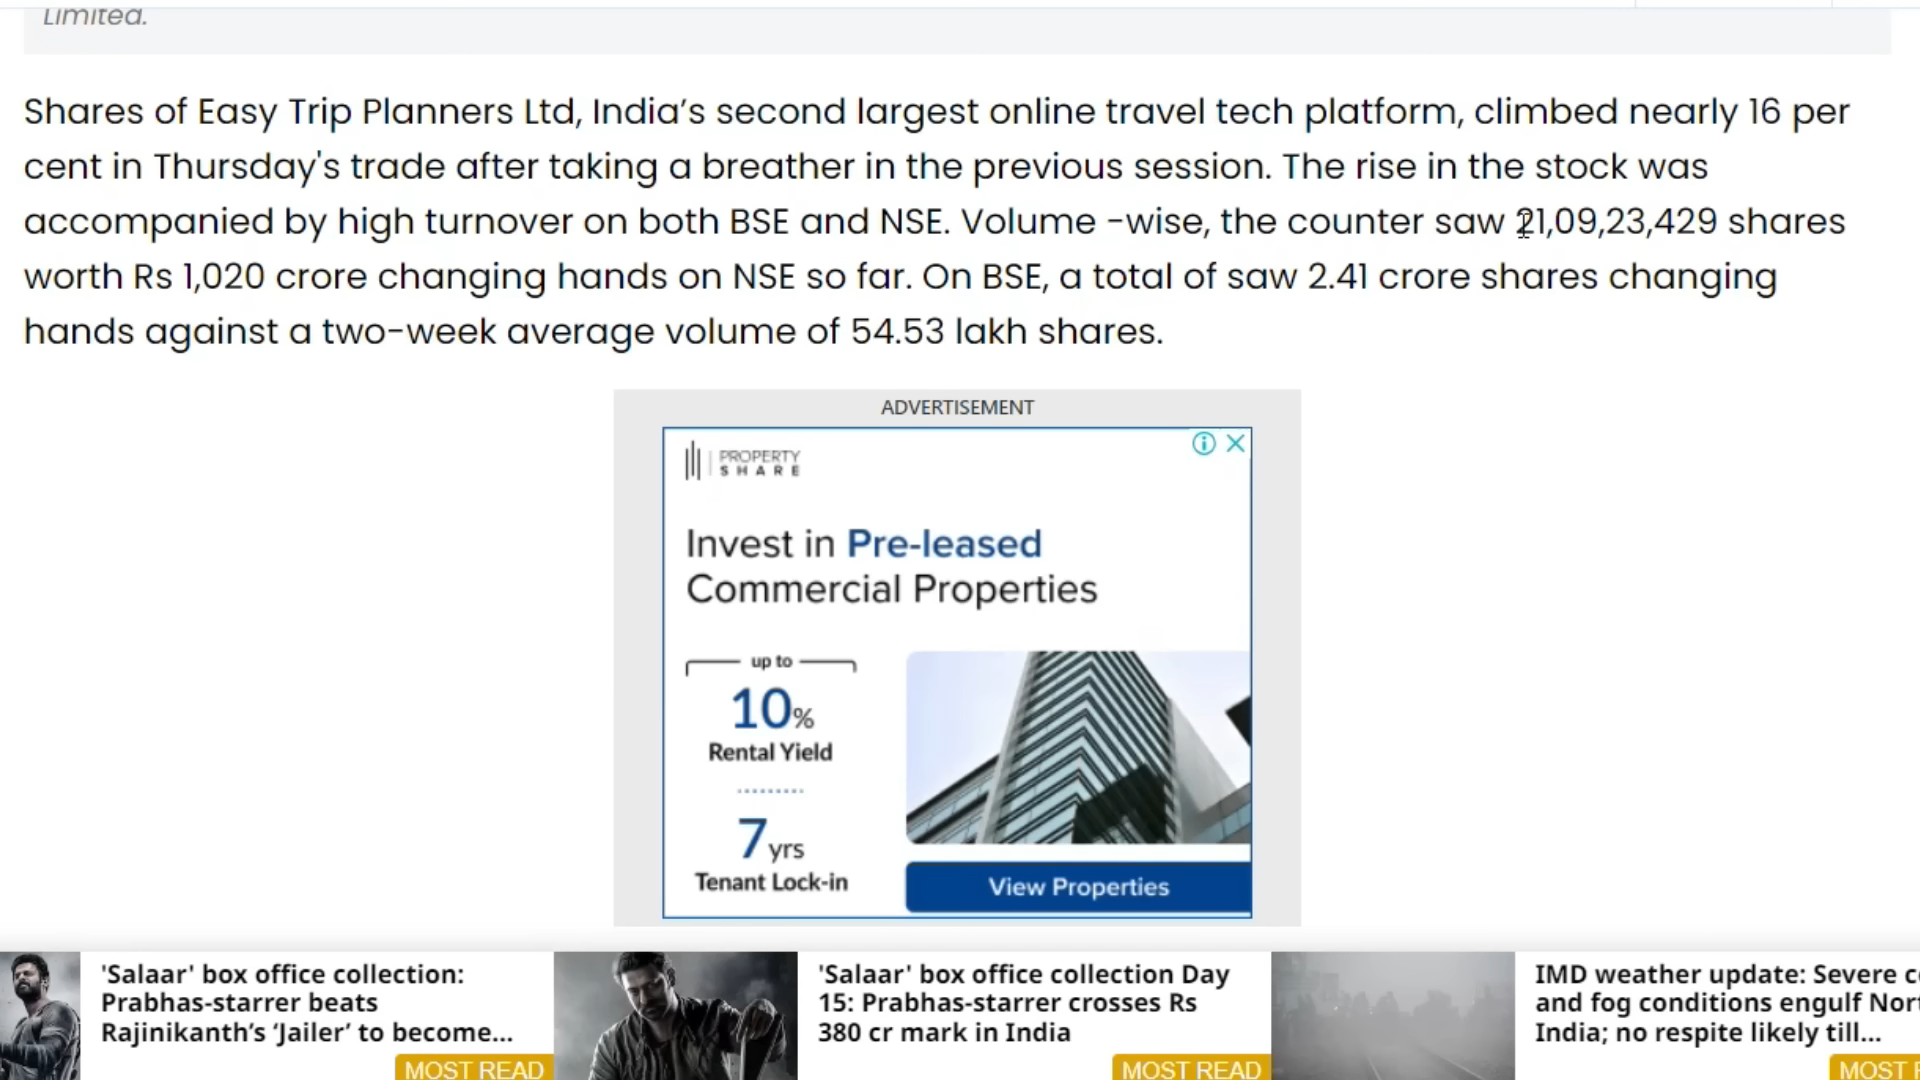 Limited.
Shares of Easy Trip Planners Ltd, India’s second largest online travel tech platform, climbed nearly 16 per
cent in Thursday's trade after taking a breather in the previous session. The rise in the stock was
accompanied by high turnover on both BSE and NSE. Volume -wise, the counter saw 21,09,23,429 shares
worth Rs 1,020 crore changing hands on NSE so far. On BSE, a total of saw 2.41 crore shares changing
hands against a two-week average volume of 54.53 lakh shares.
ADVERTISEMENT
PROPERTY
SHARE
Invest in Pre-leased
Commercial Properties
up to
10%
Rental Yield
7 yrs
Tenant Lock-in
View Properties
'Salaar' box office collection:
Prabhas-starrer beats
Rajinikanth’s ‘Jailer’ to become...
MOST READ
'Salaar' box office collection Day
15: Prabhas-starrer crosses Rs
380 cr mark in India
MOST READ
IMD weather update: Severe
and fog conditions engulf
India; no respite likely till...
MOST